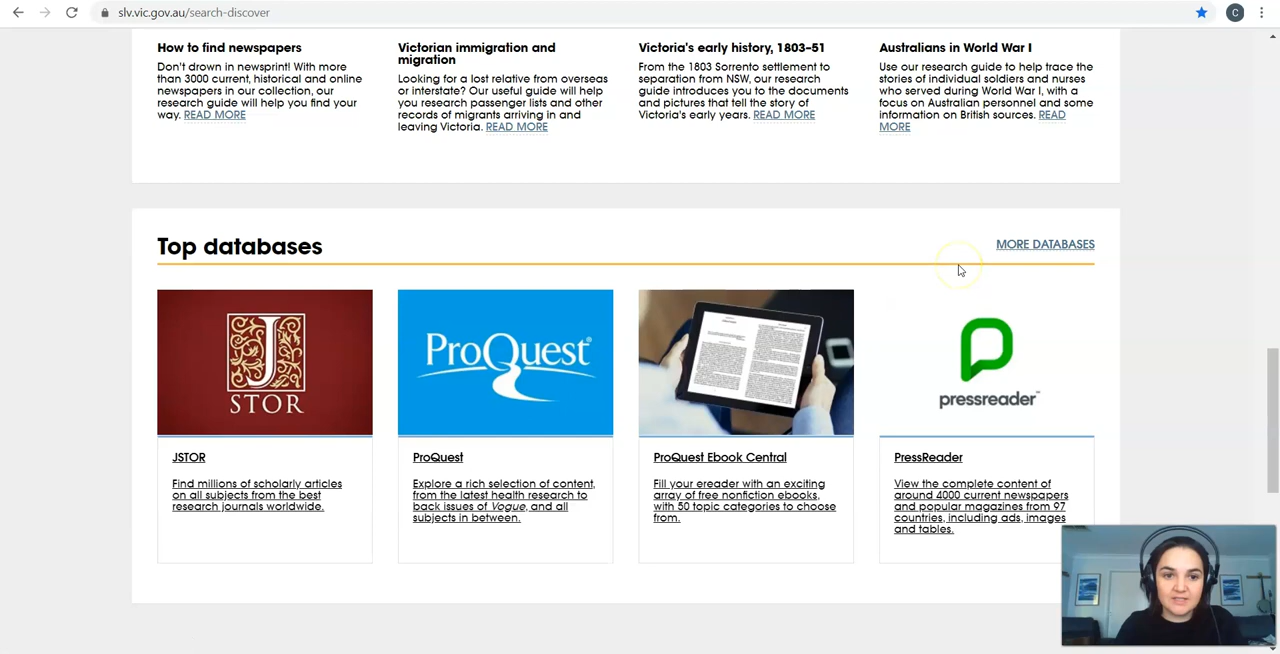 slv.vic.gov.au/search-discover
C
How to find newspapers
Don't drown in newsprint! With more
than 3000 current, historical and online
newspapers in our collection, our
research guide will help you find your
way. READ MORE
Victorian immigration and
migration
Looking for a lost relative from overseas
or interstate? Our useful guide will help
you research passenger lists and other
records of migrants arriving in and
leaving Victoria. READ MORE
Victoria's early history, 1803–51
From the 1803 Sorrento settlement to
separation from NSW, our research
guide introduces you to the documents
and pictures that tell the story of
Victoria's early years. READ MORE
Australians in World War I
Use our research guide to help trace the
stories of individual soldiers and nurses
who served during World War I, with a
focus on Australian personnel and some
information on British sources. READ
MORE
Top databases
MORE DATABASES
J
STOR
ProQuest
pressreader
JSTOR
Find millions of scholarly articles
on all subjects from the best
research journals worldwide.
ProQuest
Explore a rich selection of content,
from the latest health research to
back issues of Vogue, and all
subjects in between.
ProQuest Ebook Central
Fill your ereader with an exciting
array of free nonfiction ebooks,
with 50 topic categories to choose
from.
PressReader
View the complete content of
around 4000 current newspapers
and popular magazines from 97
countries, including ads, images
and tables.